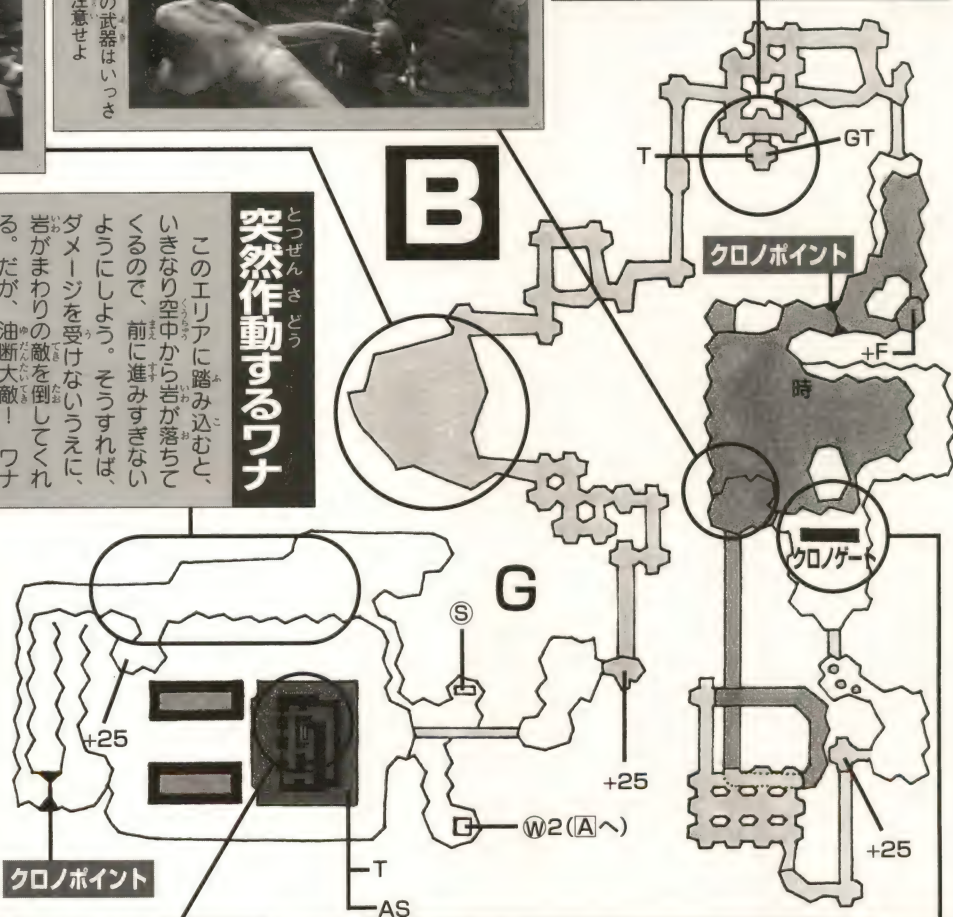 の武器はいっさ
注意せよ
B
突然作動するワナ
このエリアに踏み込むと、
いきなり空中から岩が落ちて
くるので、前に進みすぎない
ようにしよう。そうすれば、
ダメージを受けないうえに、
岩がまわりの敵を倒してくれ
る。だが、油断大敵！ワナ
T
GT
クロノポイント
+F
時
クロノゲート
G
Ⓢ
+25
+25
Ⓦ2(Aへ)
+25
クロノポイント
T
AS